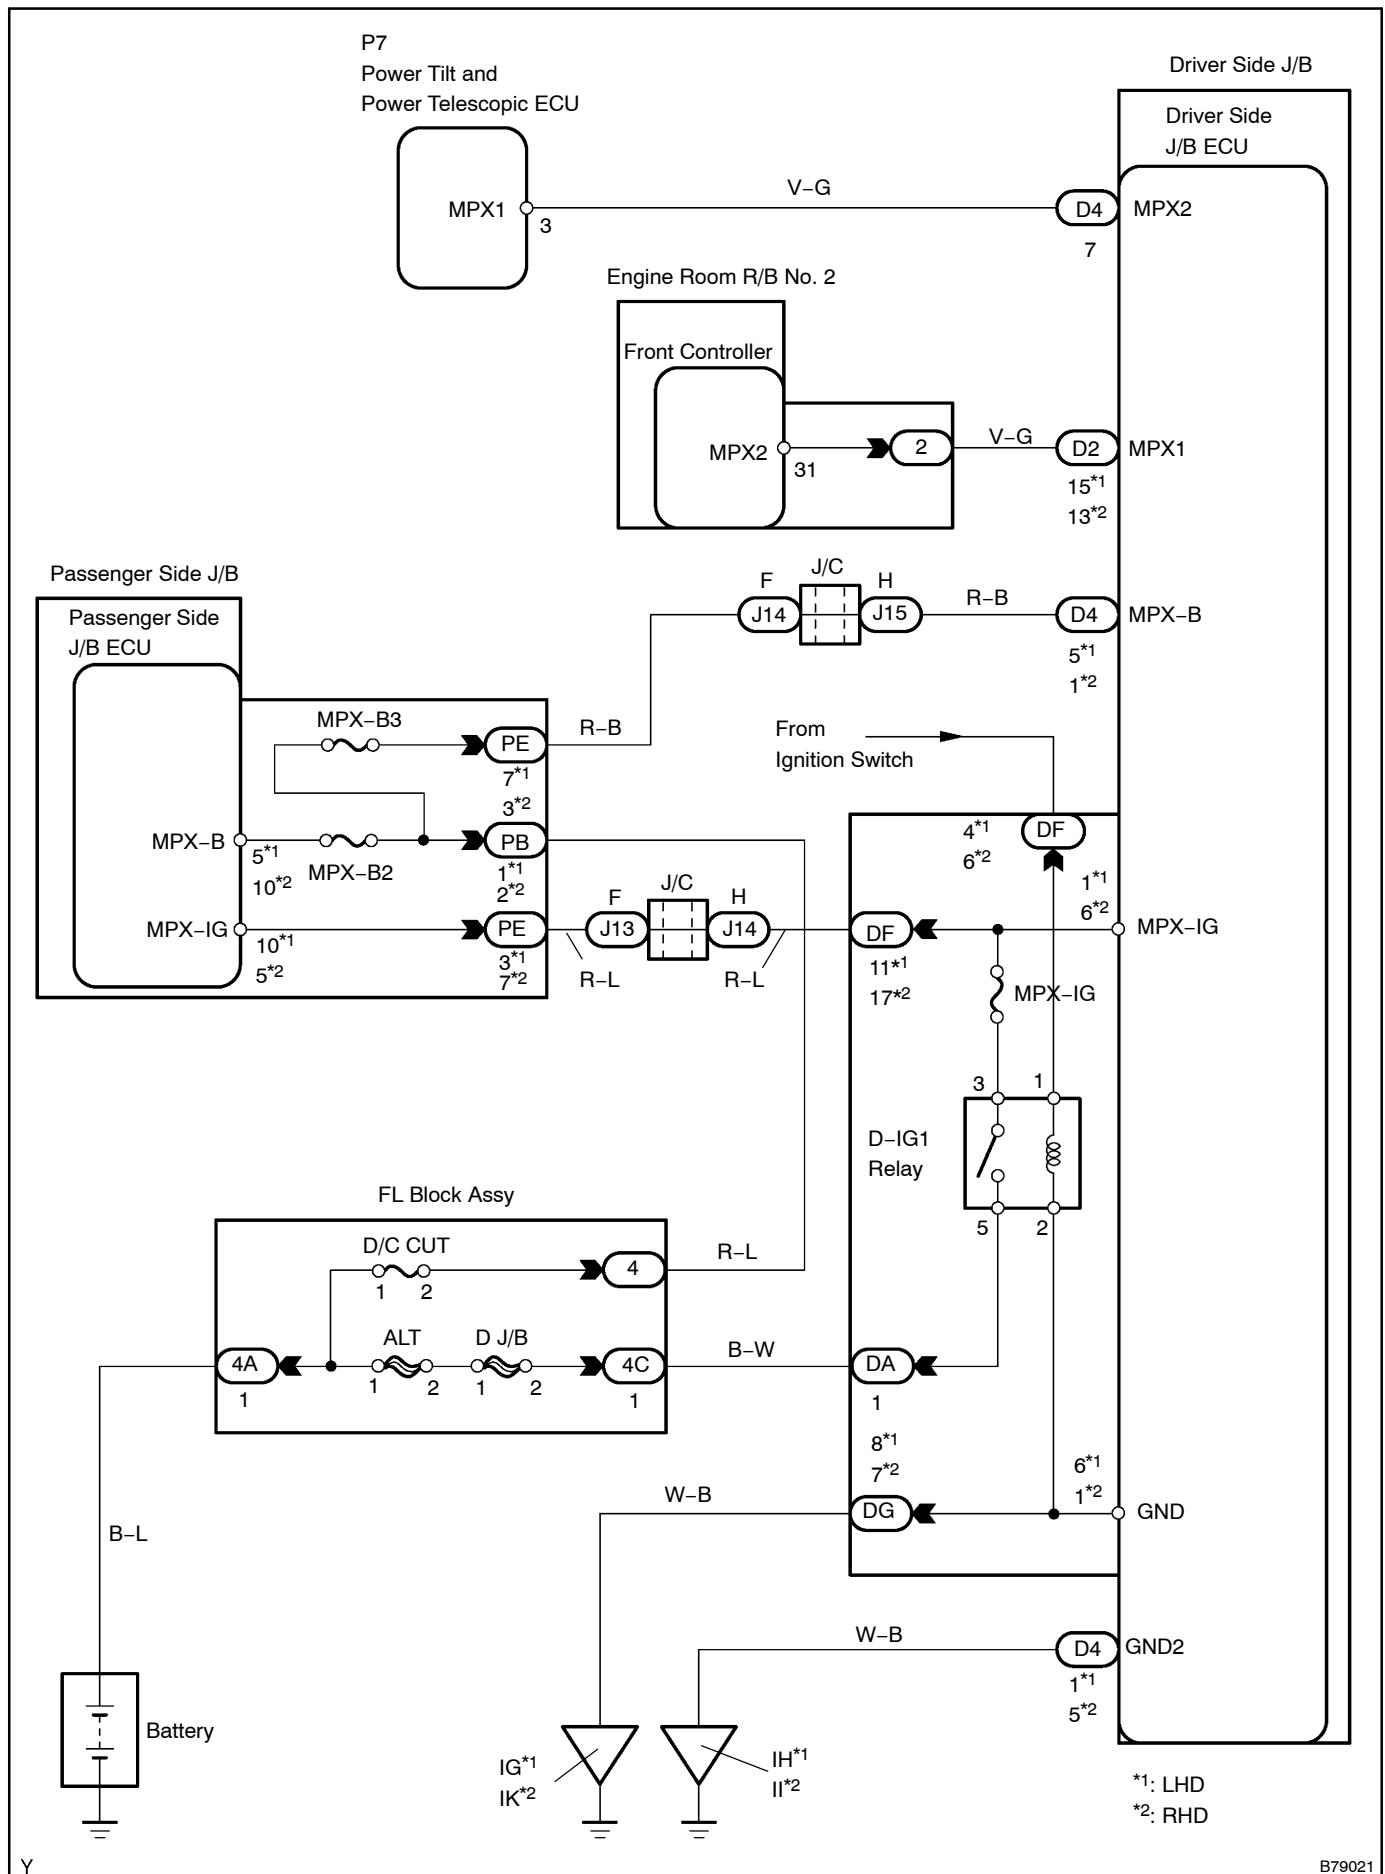 P7
Power Tilt and
Power Telescopic ECU
Driver Side J/B
Driver Side
J/B ECU
MPX1
3
V−G
D4
7
MPX2
Engine Room R/B No. 2
Front Controller
MPX2
31
2
V−G
D2
15*1
13*2
MPX1
Passenger Side J/B
Passenger Side
J/B ECU
J/C
F
H
J14
J15
R−B
D4
5*1
1*2
MPX−B
MPX−B3
PE
7*1
3*2
R−B
From
Ignition Switch
MPX−B
5*1
10*2
MPX−B2
PB
1*1
2*2
4*1
6*2
DF
MPX−IG
10*1
5*2
PE
3*1
7*2
R−L
J/C
F
H
J13
J14
R−L
DF
11*1
17*2
1*1
6*2
MPX−IG
MPX−IG
3
1
D−IG1
Relay
5
2
FL Block Assy
D/C CUT
1
2
4
R−L
4A
1
ALT
1
2
D J/B
1
2
4C
1
B−W
DA
1
8*1
7*2
DG
W−B
6*1
1*2
GND
B−L
W−B
D4
1*1
5*2
GND2
Battery
IG*1
IK*2
IH*1
II*2
*1: LHD
*2: RHD
Y
B79021